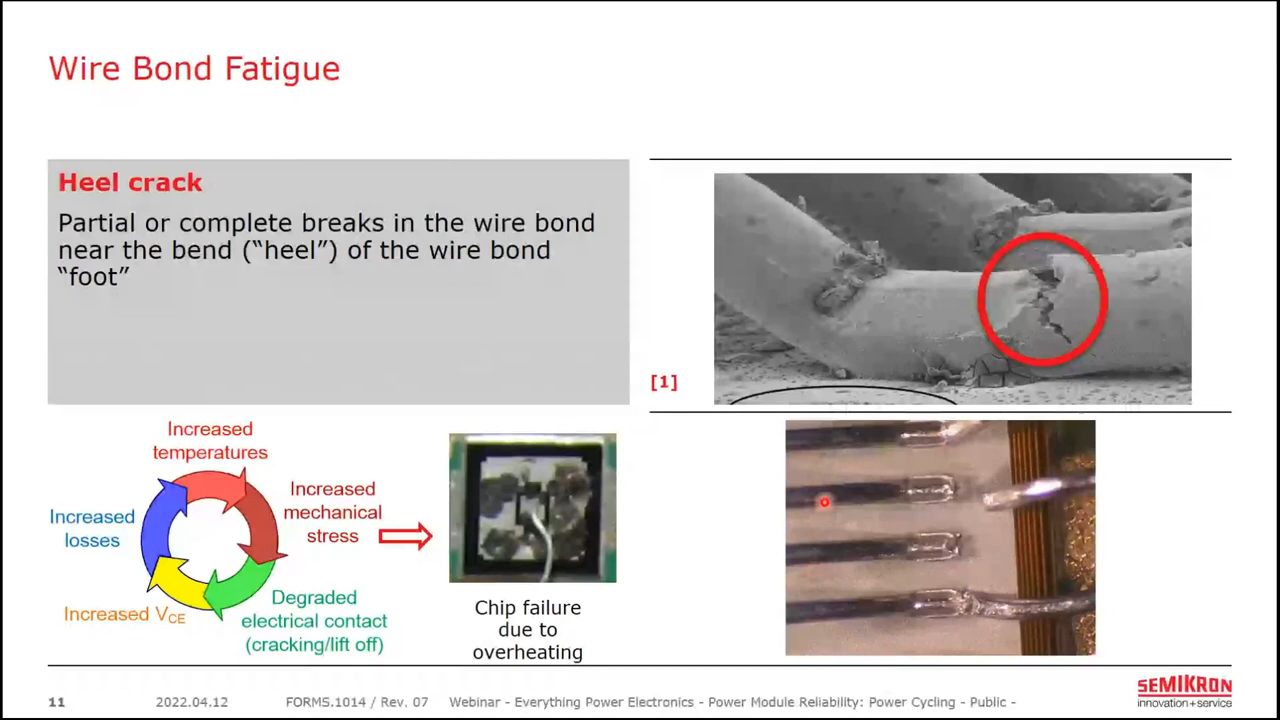 Wire Bond Fatigue
Heel crack
Partial or complete breaks in the wire bond
near the bend (“heel”) of the wire bond
“foot”
[1]
Increased
temperatures
Increased
mechanical
stress
Degraded
electrical contact
(cracking/lift off)
Increased VCE
Increased
losses
Chip failure
due to
overheating
11
2022.04.12
FORMS.1014 / Rev. 07
Webinar - Everything Power Electronics - Power Module Reliability: Power Cycling - Public -
SEMIKRON
innovation+service